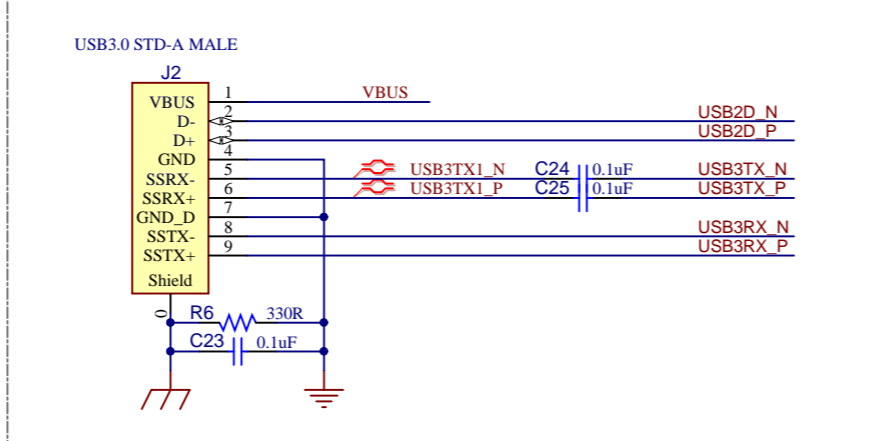 USB3.0 STD-A MALE
J2
VBUS 1 VBUS
D- 2 USB2D_N
D+ 3 USB2D_P
GND 4
SSRX- 5 USB3TX1_N C24 0.1uF USB3TX_N
SSRX+ 6 USB3TX1_P C25 0.1uF USB3TX_P
GND_D 7
SSTX- 8 USB3RX_N
SSTX+ 9 USB3RX_P
Shield
0
R6 330R
C23 0.1uF